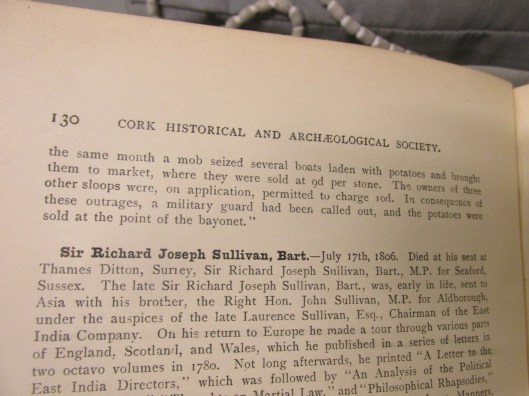 130 CORK HISTORICAL AND ARCHÆOLOGICAL SOCIETY.
the same month a mob seized several boats laden with potatoes and brought
them to market, where they were sold at 9d per stone. The owners of three
other sloops were, on application, permitted to charge 10d. In consequence of
these outrages, a military guard had been called out, and the potatoes were
sold at the point of the bayonet."
Sir Richard Joseph Sullivan, Bart.—July 17th, 1806. Died at his seat at
Thames Ditton, Surrey, Sir Richard Joseph Sullivan, Bart., M.P. for Seaford,
Sussex. The late Sir Richard Joseph Sullivan, Bart., was, early in life, sent to
Asia with his brother, the Right Hon. John Sullivan, M.P. for Aldborough,
under the auspices of the late Laurence Sullivan, Esq., Chairman of the East
India Company. On his return to Europe he made a tour through various parts
of England, Scotland, and Wales, which he published in a series of letters in
two octavo volumes in 1780. Not long afterwards, he printed "A Letter to the
East India Directors," which was followed by "An Analysis of the Political
Martial Law," and "Philosophical Rhapsodies,"
Manners,